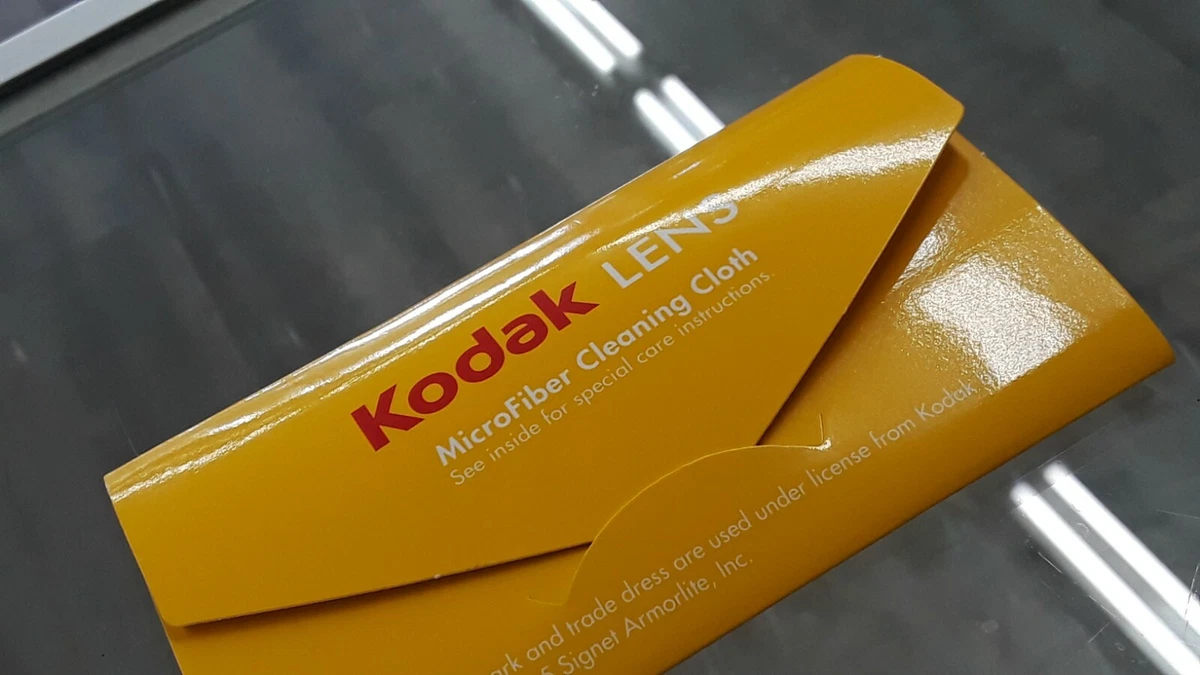 Kodak LENS
MicroFiber Cleaning Cloth
See inside for special care instructions.
and trade dress are used under license from Kodak
Signet Armorlite, Inc.